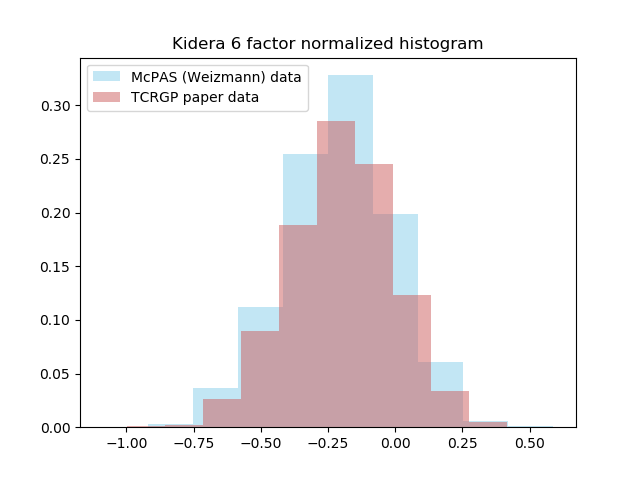 Kidera 6 factor normalized histogram
McPAS (Weizmann) data
TCRGP paper data
0.30
0.25
0.20
0.15
0.10
0.05
0.00
−1.00 −0.75 −0.50 −0.25 0.00 0.25 0.50